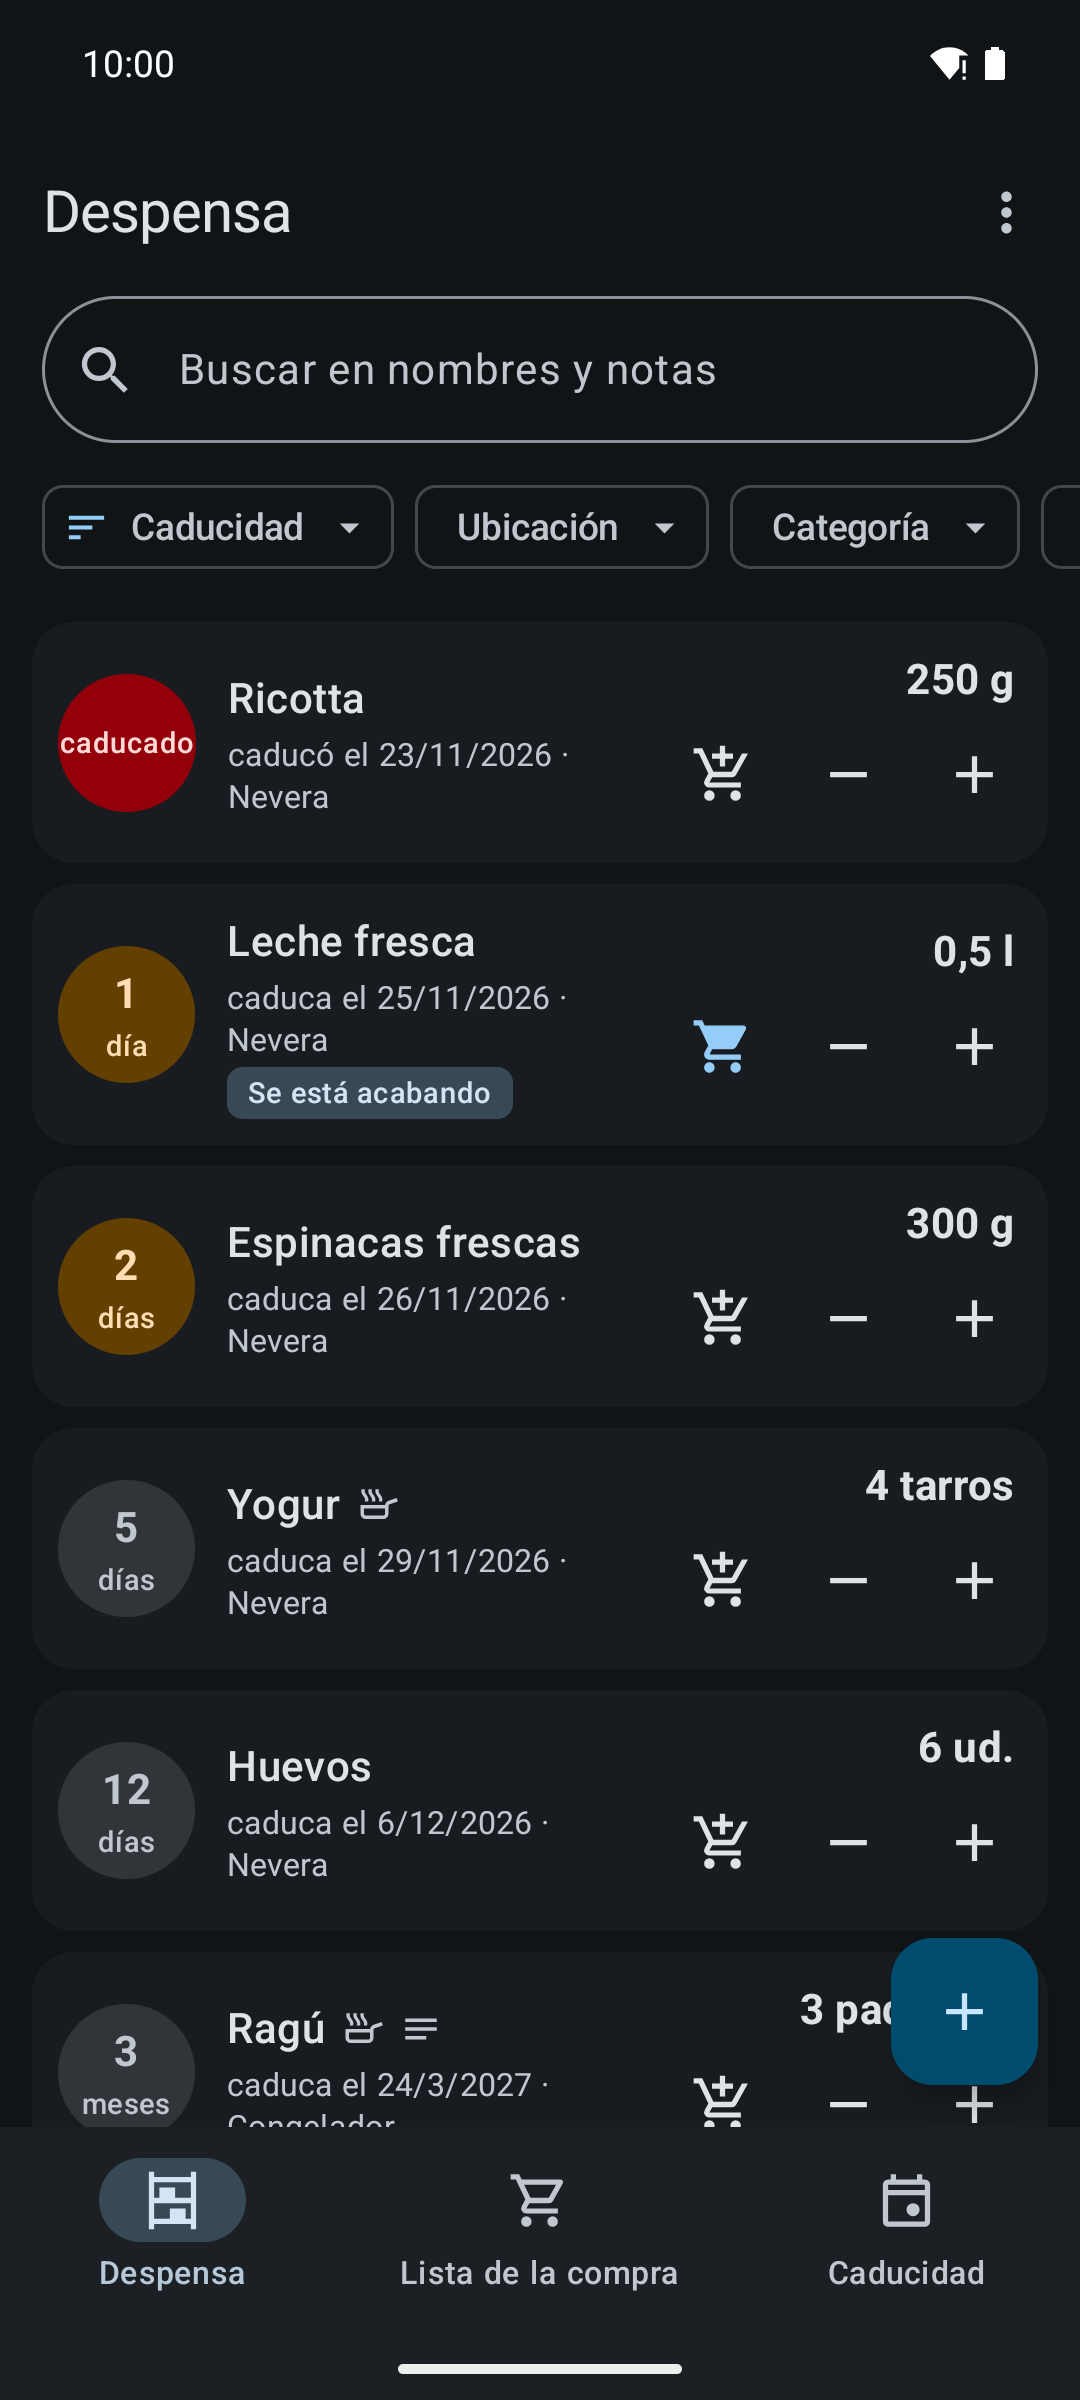 10:00
Despensa
Buscar en nombres y notas
Caducidad
Ubicación
Categoría
caducado
Ricotta
caducó el 23/11/2026 ·
Nevera
250 g
1
día
Leche fresca
caduca el 25/11/2026 ·
Nevera
Se está acabando
0,5 l
2
días
Espinacas frescas
caduca el 26/11/2026 ·
Nevera
300 g
5
días
Yogur
caduca el 29/11/2026 ·
Nevera
4 tarros
12
días
Huevos
caduca el 6/12/2026 ·
Nevera
6 ud.
3
meses
Ragú
caduca el 24/3/2027 ·
Congelador
3
Despensa
Lista de la compra
Caducidad